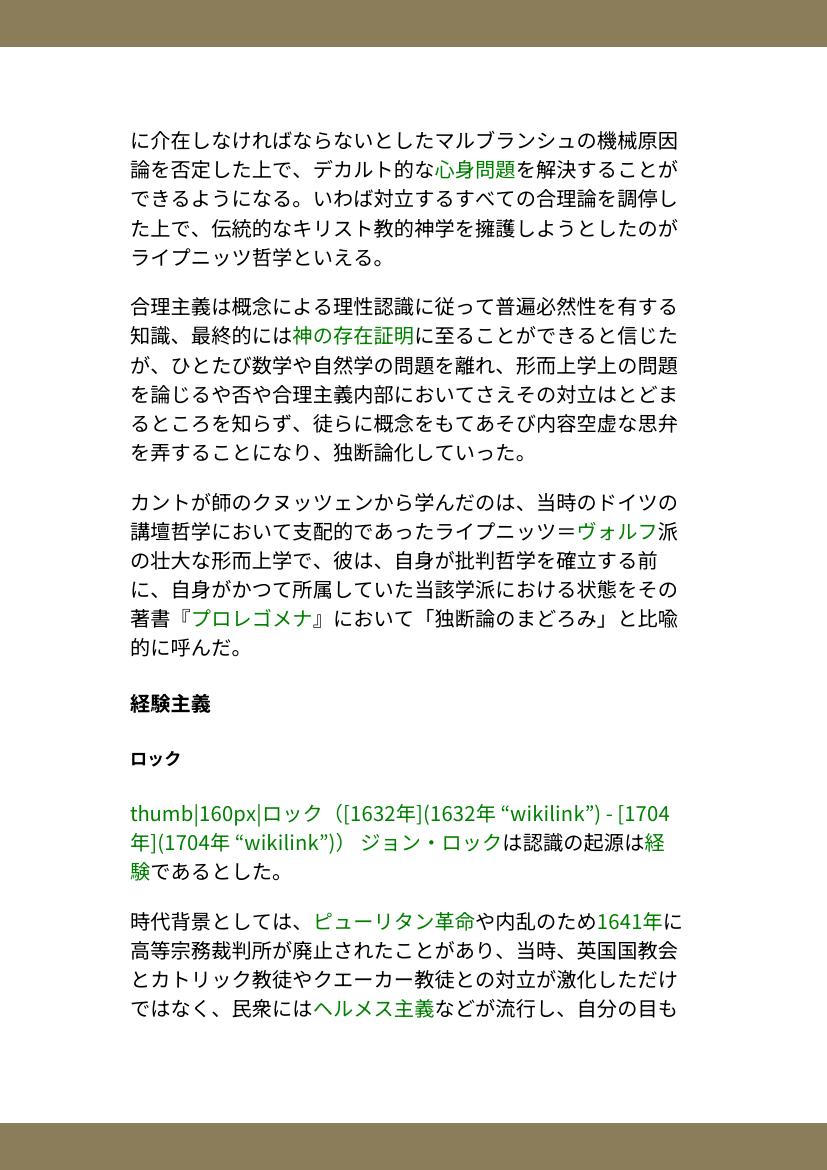 に介在しなければならないとしたマルブランシュの機械原因
論を否定した上で、デカルト的な心身問題を解決することが
できるようになる。いわば対立するすべての合理論を調停し
た上で、伝統的なキリスト教的神学を擁護しようとしたのが
ライプニッツ哲学といえる。
合理主義は概念による理性認識に従って普遍必然性を有する
知識、最終的には神の存在証明に至ることができると信じた
が、ひとたび数学や自然学の問題を離れ、形而上学上の問題
を論じるや否や合理主義内部においてさえその対立はとどま
るところを知らず、徒らに概念をもてあそび内容空虚な思弁
を弄することになり、独断論化していった。
カントが師のクヌッツェンから学んだのは、当時のドイツの
講壇哲学において支配的であったライプニッツ＝ヴォルフ派
の壮大な形而上学で、彼は、自身が批判哲学を確立する前
に、自身がかつて所属していた当該学派における状態をその
著書『プロレゴメナ』において「独断論のまどろみ」と比喩
的に呼んだ。
経験主義
ロック
thumb|160px|ロック（[1632年](1632年 “wikilink”) - [1704
年](1704年 “wikilink”)） ジョン・ロックは認識の起源は経
験であるとした。
時代背景としては、ピューリタン革命や内乱のため1641年に
高等宗務裁判所が廃止されたことがあり、当時、英国国教会
とカトリック教徒やクエーカー教徒との対立が激化しただけ
ではなく、民衆にはヘルメス主義などが流行し、自分の目も